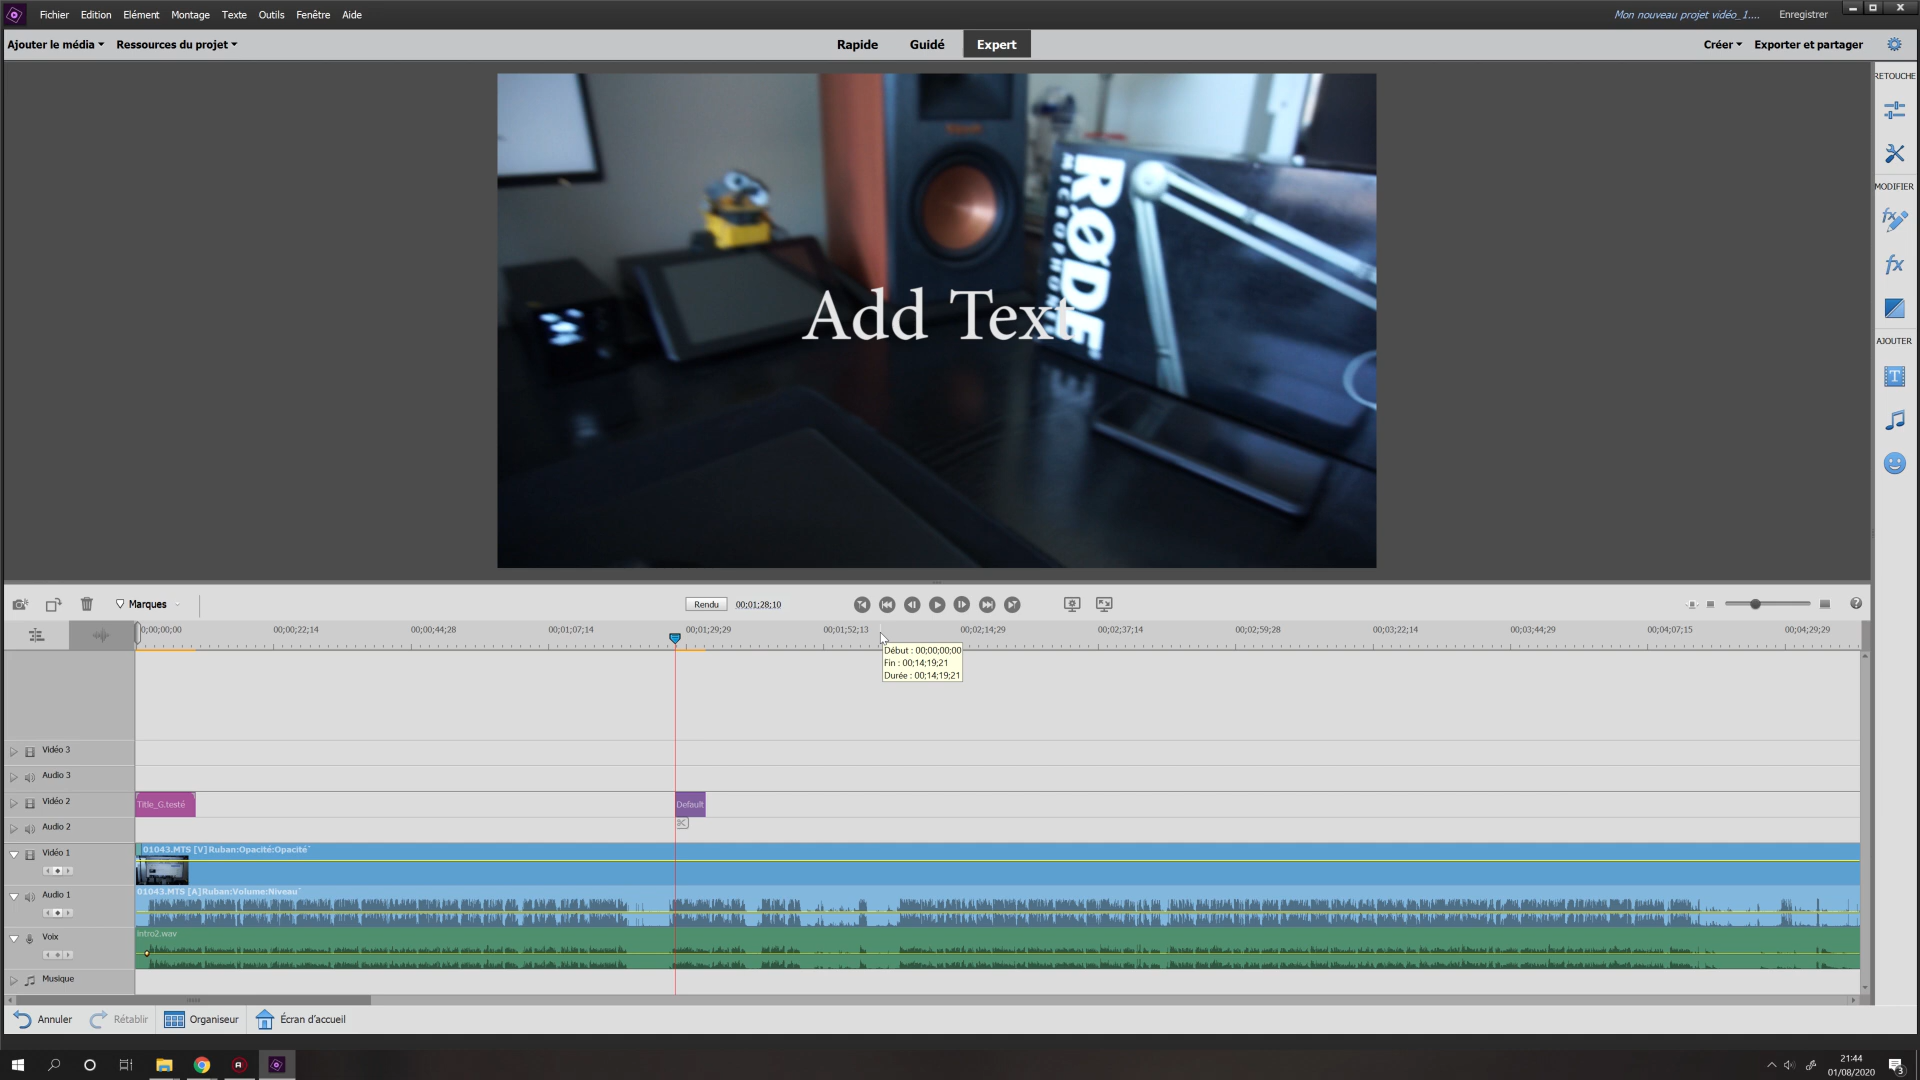 Fichier Edition Elément Montage Texte Outils Fenêtre Aide
Mon nouveau projet vidéo_1.... Enregistrer
Ajouter le média Ressources du projet
Rapide Guidé Expert
Créer Exporter et partager
RETOUCHE
MODIFIER
AJOUTER
RØDE
MICROPHONES
Add Text
Marques
Rendu 00;01;28;10
0;00;00;00 00;00;22;14 00;00;44;28 00;01;07;14 00;01;29;29 00;01;52;13 00;02;14;29 00;02;37;14 00;02;59;28 00;03;22;14 00;03;44;29 00;04;07;15 00;04;29;29
Début : 00;00;00;00
Fin : 00;14;19;21
Durée : 00;14;19;21
Vidéo 3
Audio 3
Vidéo 2
Title_G.testé
Default
Audio 2
Vidéo 1
01043.MTS [V] Ruban:Opacité:Opacité
Audio 1
01043.MTS [A] Ruban:Volume:Niveau
Voix
Intro2.wav
Musique
Annuler Rétablir Organiseur Écran d'accueil
21:44
01/08/2020
3